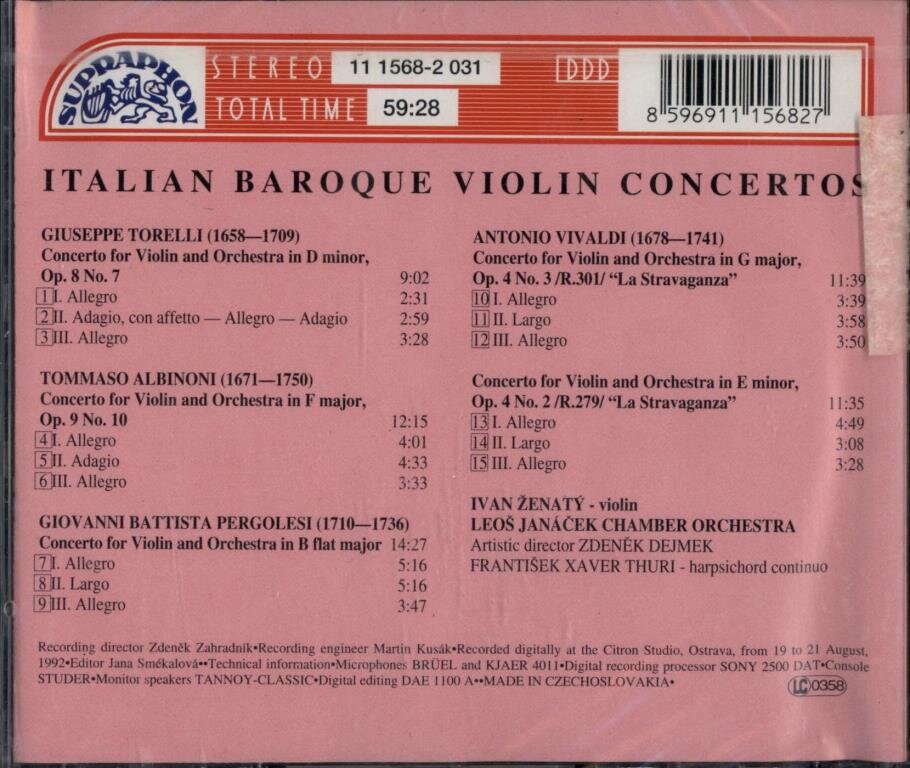 SUPRAPHON
STEREO 11 1568-2 031 DDD
TOTAL TIME 59:28
8 596911 156827
ITALIAN BAROQUE VIOLIN CONCERTOS
GIUSEPPE TORELLI (1658—1709)
Concerto for Violin and Orchestra in D minor,
Op. 8 No. 7 9:02
1 I. Allegro 2:31
2 II. Adagio, con affetto — Allegro — Adagio 2:59
3 III. Allegro 3:28
TOMMASO ALBINONI (1671—1750)
Concerto for Violin and Orchestra in F major,
Op. 9 No. 10 12:15
4 I. Allegro 4:01
5 II. Adagio 4:33
6 III. Allegro 3:33
GIOVANNI BATTISTA PERGOLESI (1710—1736)
Concerto for Violin and Orchestra in B flat major 14:27
7 I. Allegro 5:16
8 II. Largo 5:16
9 III. Allegro 3:47
ANTONIO VIVALDI (1678—1741)
Concerto for Violin and Orchestra in G major,
Op. 4 No. 3 /R.301/ “La Stravaganza” 11:39
10 I. Allegro 3:39
11 II. Largo 3:58
12 III. Allegro 3:50
Concerto for Violin and Orchestra in E minor,
Op. 4 No. 2 /R.279/ “La Stravaganza” 11:35
13 I. Allegro 4:49
14 II. Largo 3:08
15 III. Allegro 3:28
IVAN ŽENATÝ - violin
LEOŠ JANÁČEK CHAMBER ORCHESTRA
Artistic director ZDENĚK DEJMEK
FRANTIŠEK XAVER THURI - harpsichord continuo
Recording director Zdeněk Zahradník•Recording engineer Martin Kusák•Recorded digitally at the Citron Studio, Ostrava, from 19 to 21 August,
1992•Editor Jana Smékalová••Technical information•Microphones BRÜEL and KJAER 4011•Digital recording processor SONY 2500 DAT•Console
STUDER•Monitor speakers TANNOY-CLASSIC•Digital editing DAE 1100 A••MADE IN CZECHOSLOVAKIA•
LC 0358